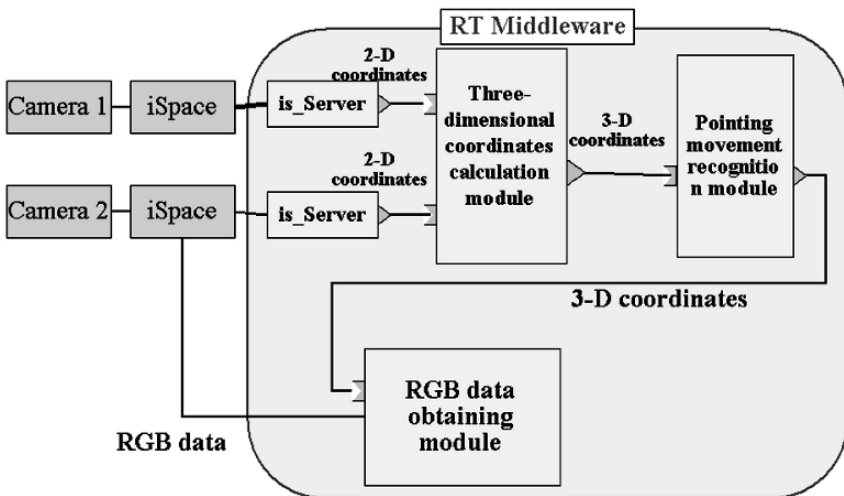 RT Middleware
2-D
coordinates
Camera 1
iSpace
is_Server
Three-
dimensional
coordinates
calculation
module
3-D
coordinates
Pointing
movement
recognitio
n module
2-D
coordinates
Camera 2
iSpace
is_Server
3-D coordinates
RGB data
obtaining
module
RGB data